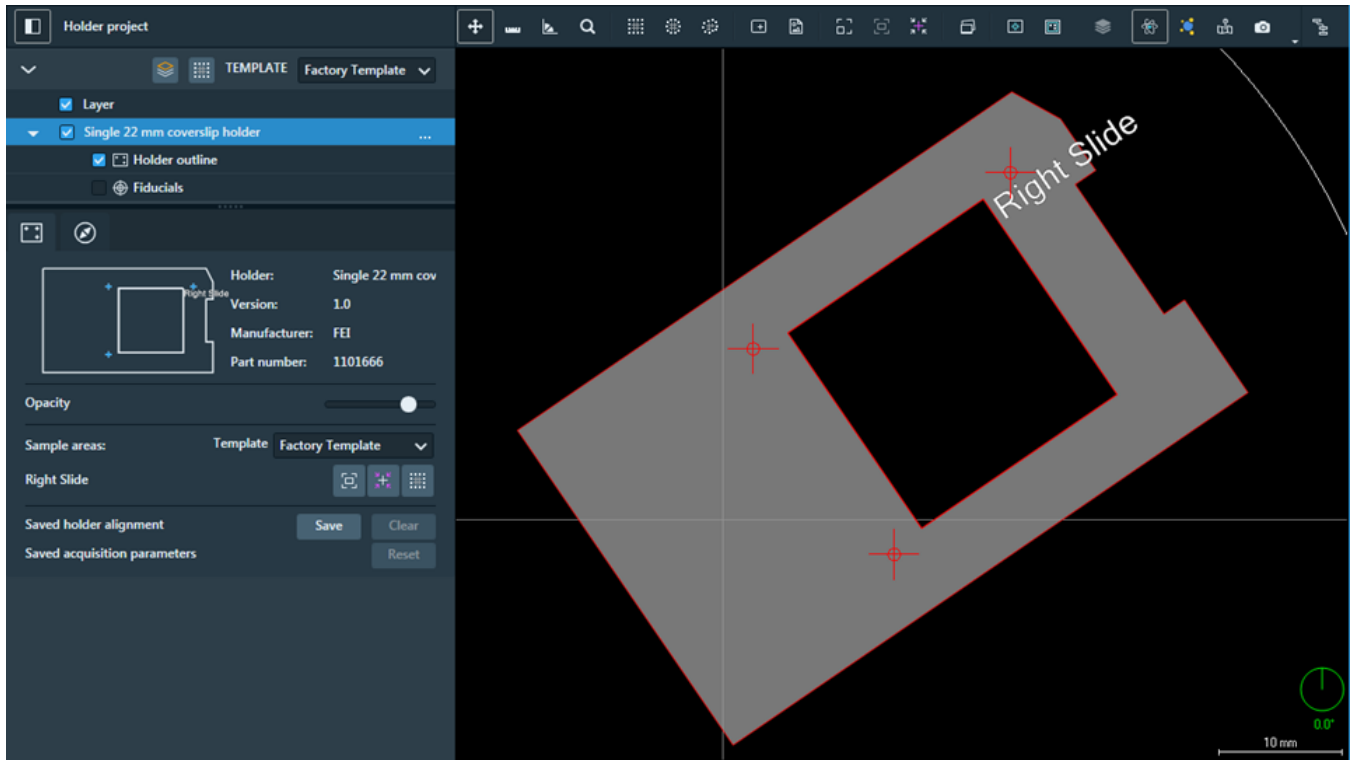 Holder project
TEMPLATE Factory Template
Layer
Single 22 mm coverslip holder ...
Holder outline
Fiducials
Right Slide
Holder: Single 22 mm cov
Version: 1.0
Manufacturer: FEI
Part number: 1101666
Opacity
Sample areas: Template Factory Template
Right Slide
Saved holder alignment Save Clear
Saved acquisition parameters Reset
Right Slide
0.0°
10 mm